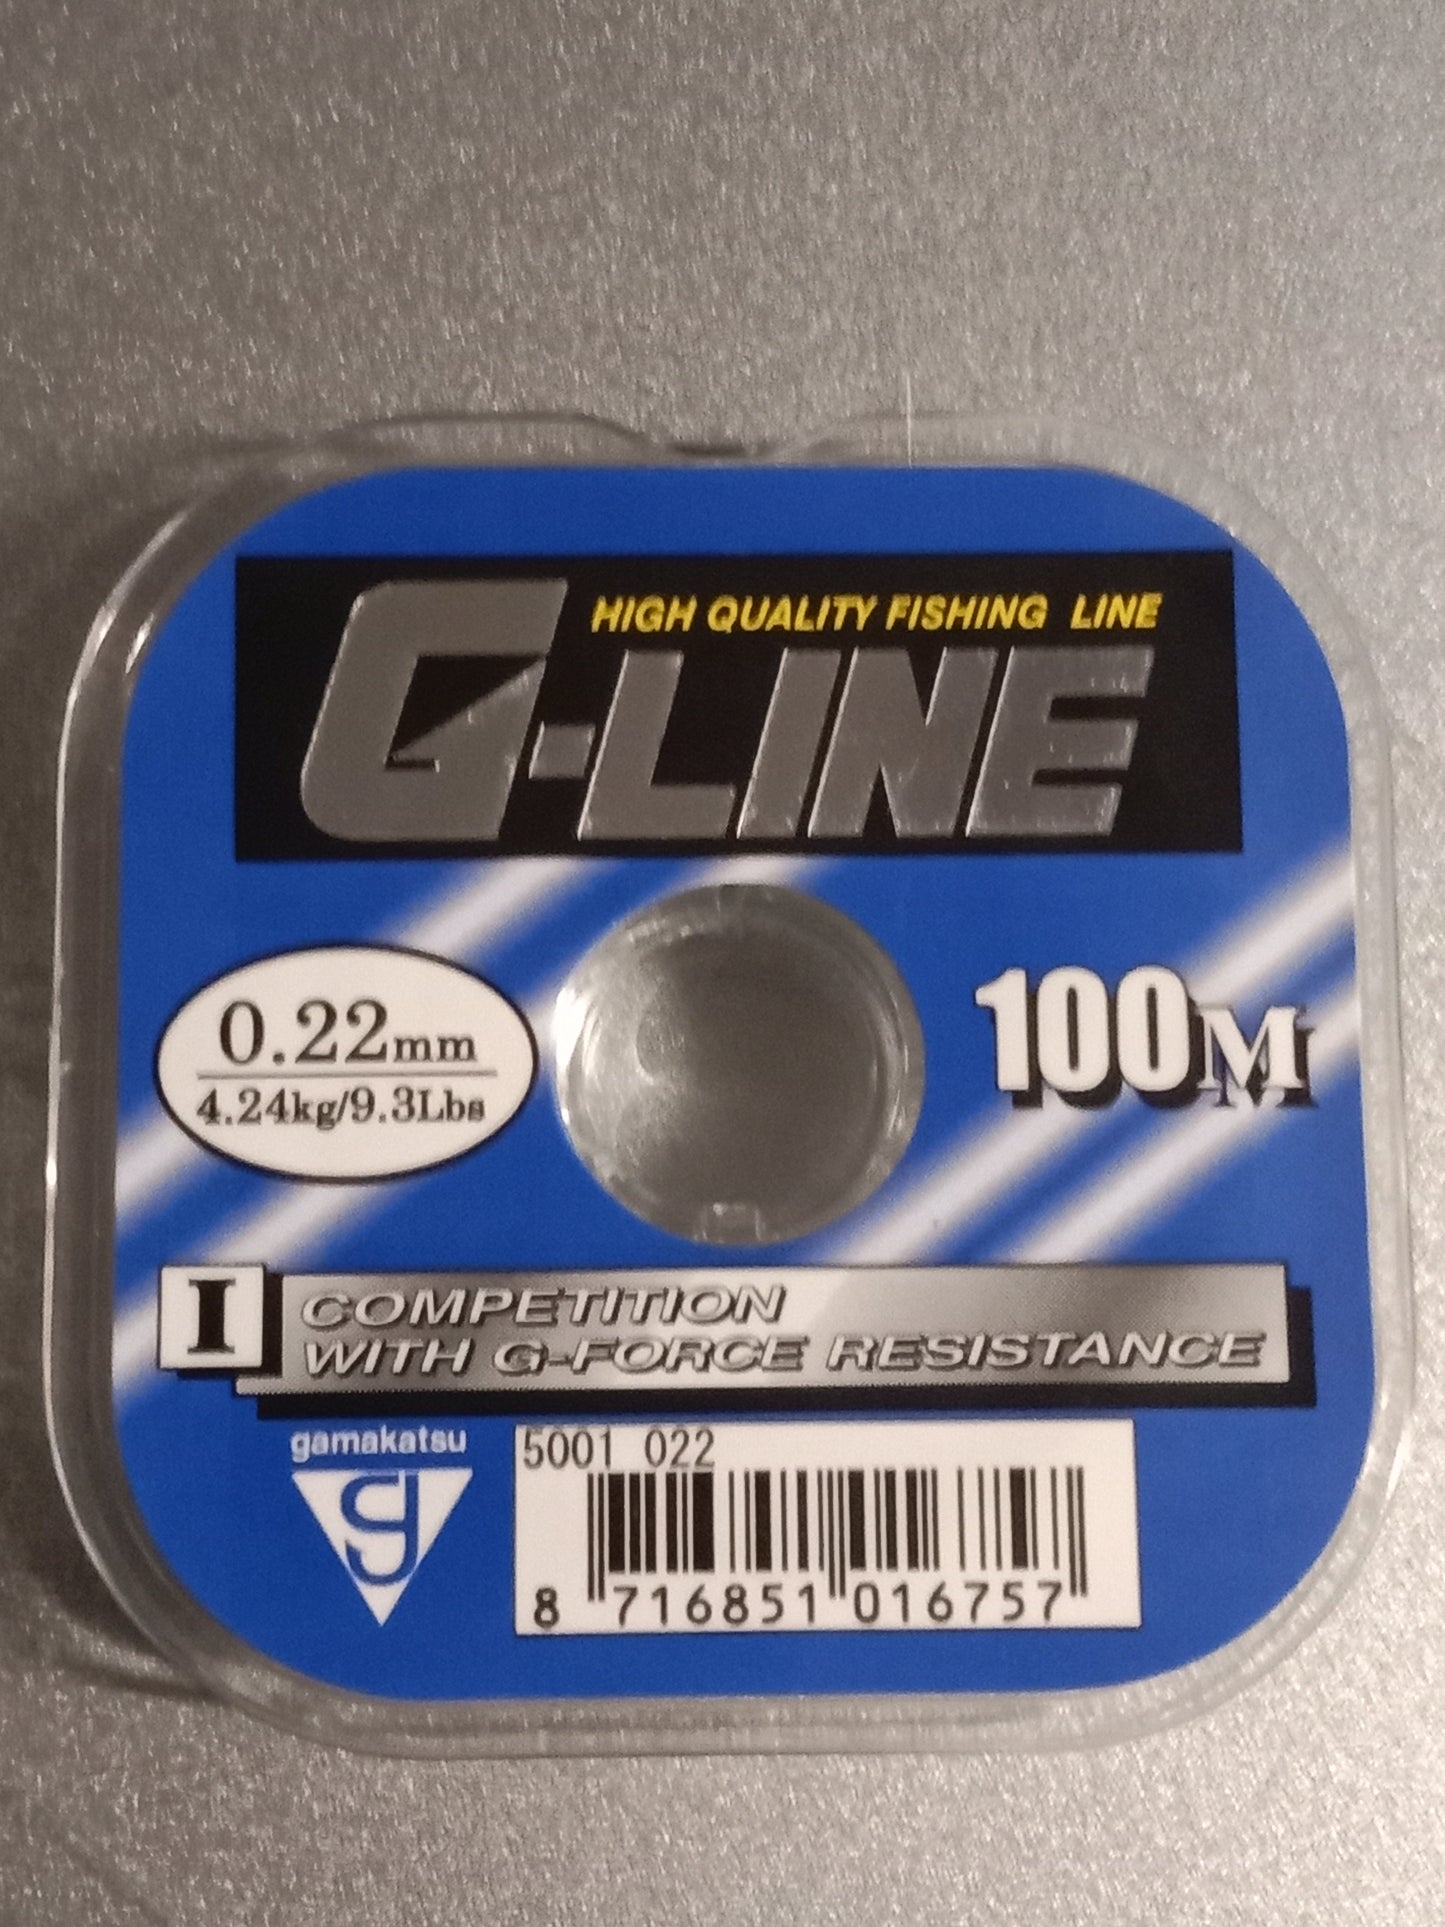 HIGH QUALITY FISHING LINE
G-LINE
0.22mm
4.24kg/9.3Lbs
100M
I
COMPETITION
WITH G-FORCE RESISTANCE
gamakatsu
g
5001 022
8 716851 016757